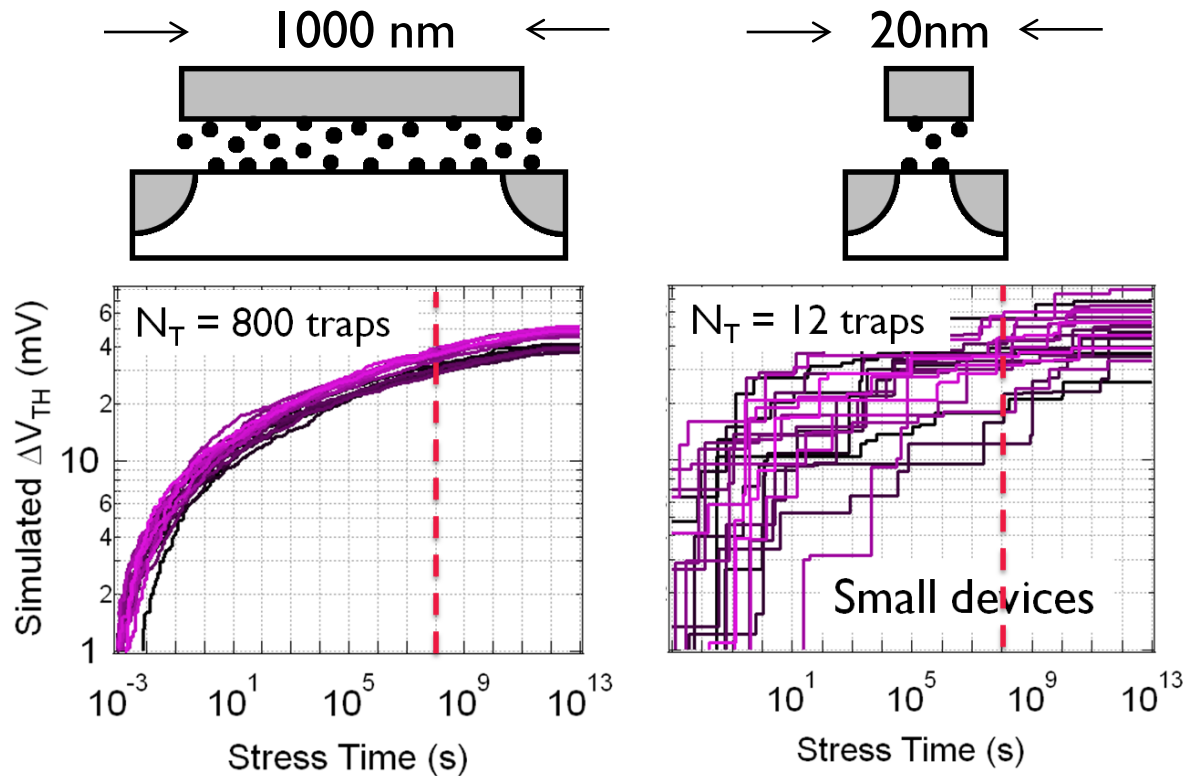 1000 nm
20nm
Simulated ΔV_TH (mV)
N_T = 800 traps
6
4
2
10
6
4
2
1
10^-3
10^1
10^5
10^9
10^13
Stress Time (s)
N_T = 12 traps
Small devices
10^1
10^5
10^9
10^13
Stress Time (s)